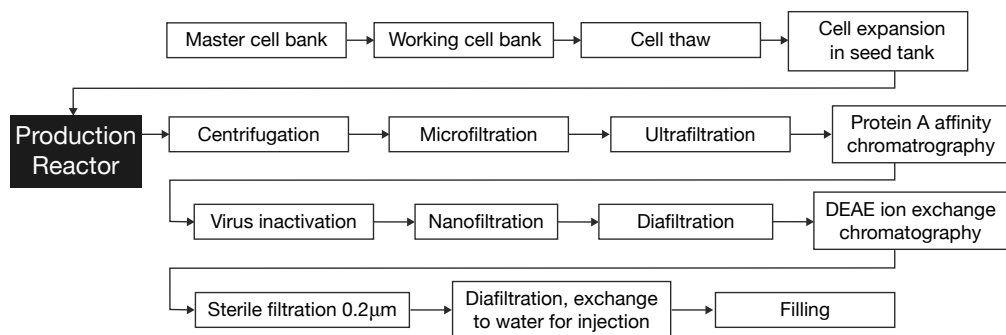 Master cell bank
Working cell bank
Cell thaw
Cell expansion
in seed tank
Production
Reactor
Centrifugation
Microfiltration
Ultrafiltration
Protein A affinity
chromatrography
Virus inactivation
Nanofiltration
Diafiltration
DEAE ion exchange
chromatography
Sterile filtration 0.2μm
Diafiltration, exchange
to water for injection
Filling